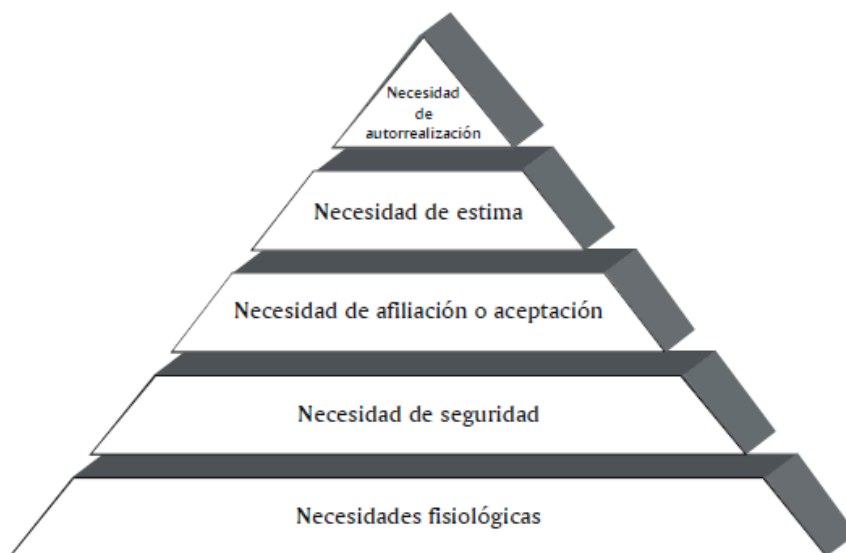 Necesidad
de
autorrealización
Necesidad de estima
Necesidad de afiliación o aceptación
Necesidad de seguridad
Necesidades fisiológicas